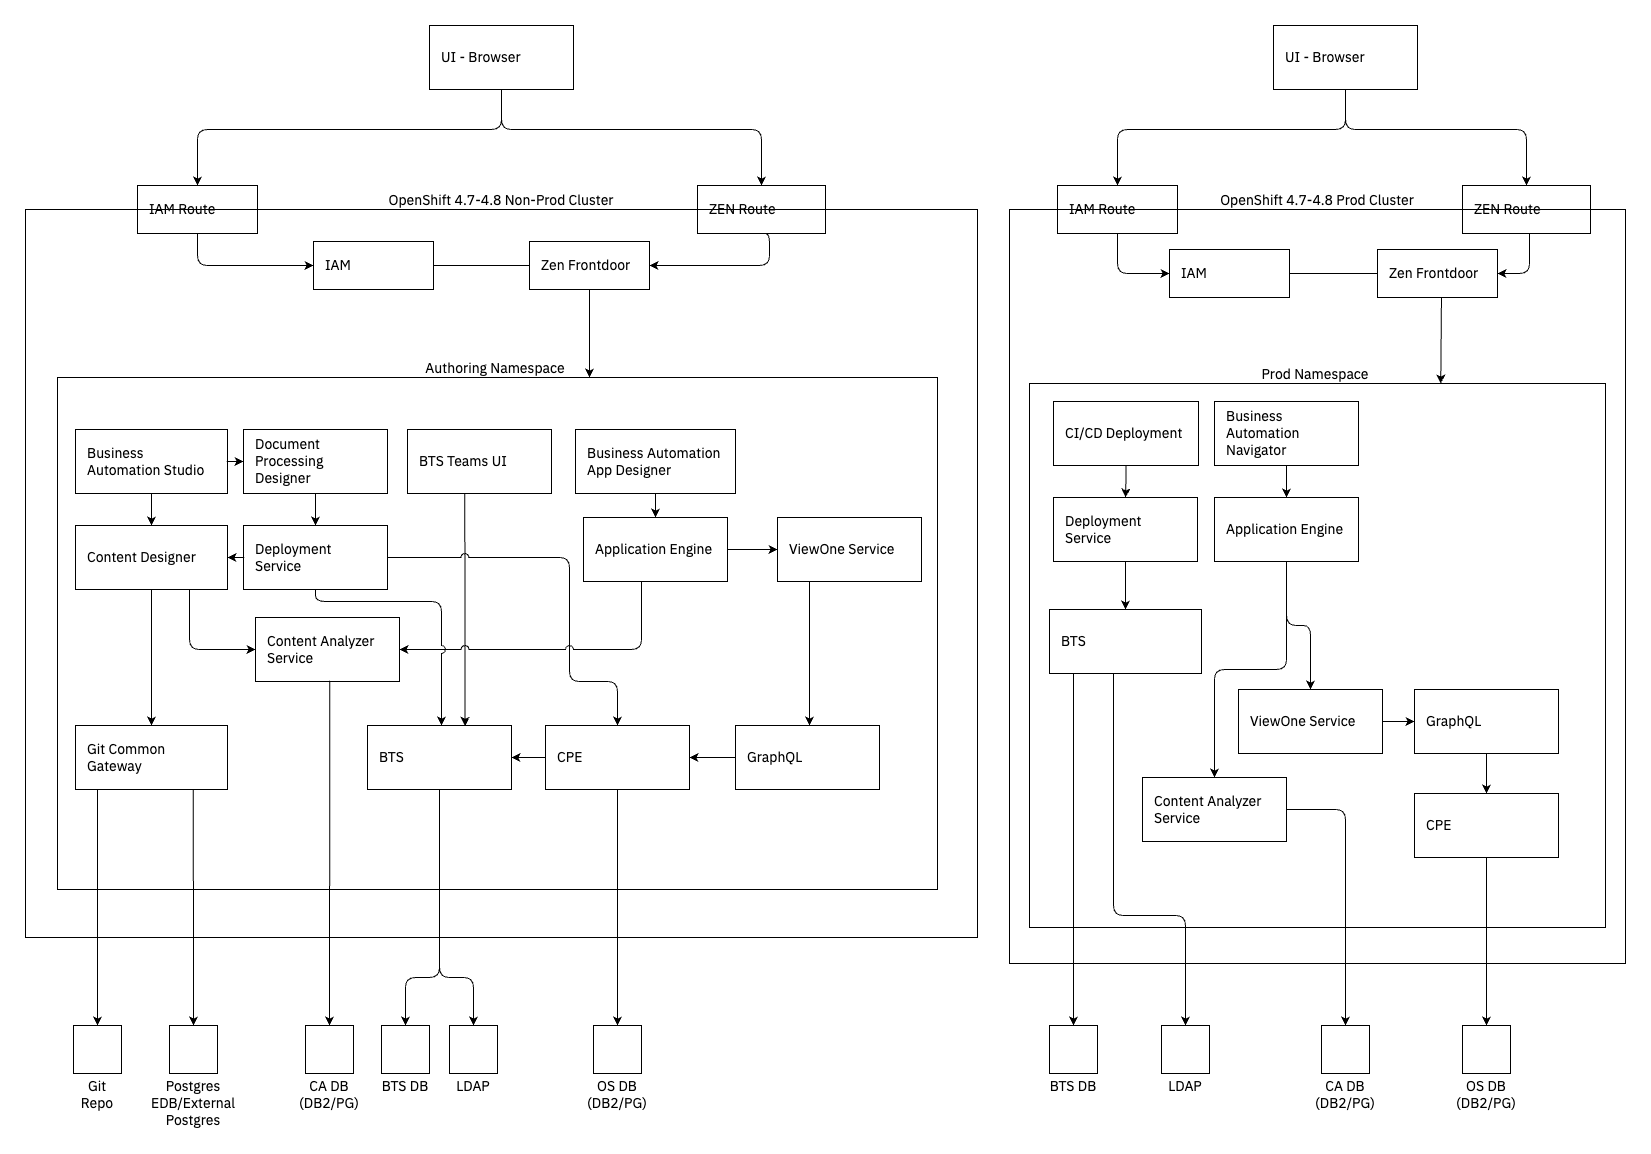 UI - Browser
IAM Route
OpenShift 4.7-4.8 Non-Prod Cluster
ZEN Route
IAM
Zen Frontdoor
Authoring Namespace
Business
Automation Studio
Document
Processing
Designer
BTS Teams UI
Business Automation
App Designer
Content Designer
Deployment
Service
Application Engine
ViewOne Service
Content Analyzer
Service
Git Common
Gateway
BTS
CPE
GraphQL
Git
Repo
Postgres
EDB/External
Postgres
CA DB
(DB2/PG)
BTS DB
LDAP
OS DB
(DB2/PG)
UI - Browser
IAM Route
OpenShift 4.7-4.8 Prod Cluster
ZEN Route
IAM
Zen Frontdoor
Prod Namespace
CI/CD Deployment
Business
Automation
Navigator
Deployment
Service
Application Engine
BTS
ViewOne Service
GraphQL
Content Analyzer
Service
CPE
BTS DB
LDAP
CA DB
(DB2/PG)
OS DB
(DB2/PG)